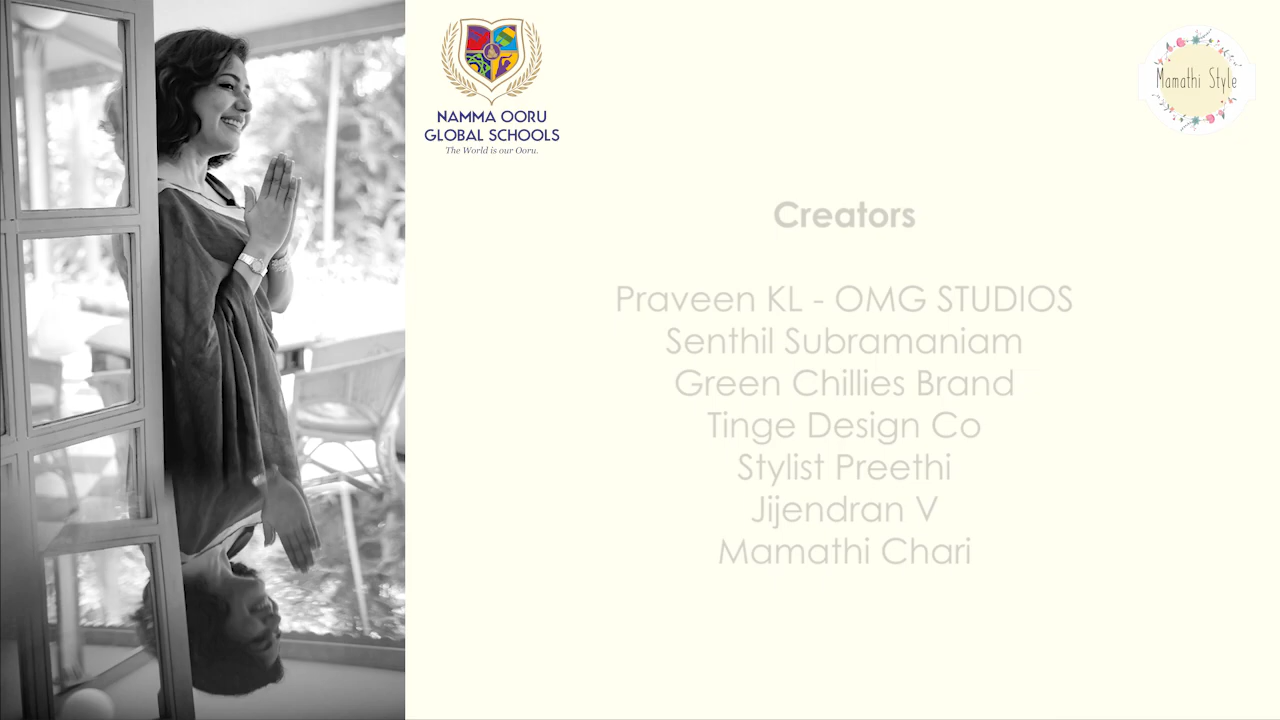 NAMMA OORU
GLOBAL SCHOOLS
The World is our Ooru.
Mamathi Style
Creators
Praveen KL - OMG STUDIOS
Senthil Subramaniam
Green Chillies Brand
Tinge Design Co
Stylist Preethi
Jijendran V
Mamathi Chari